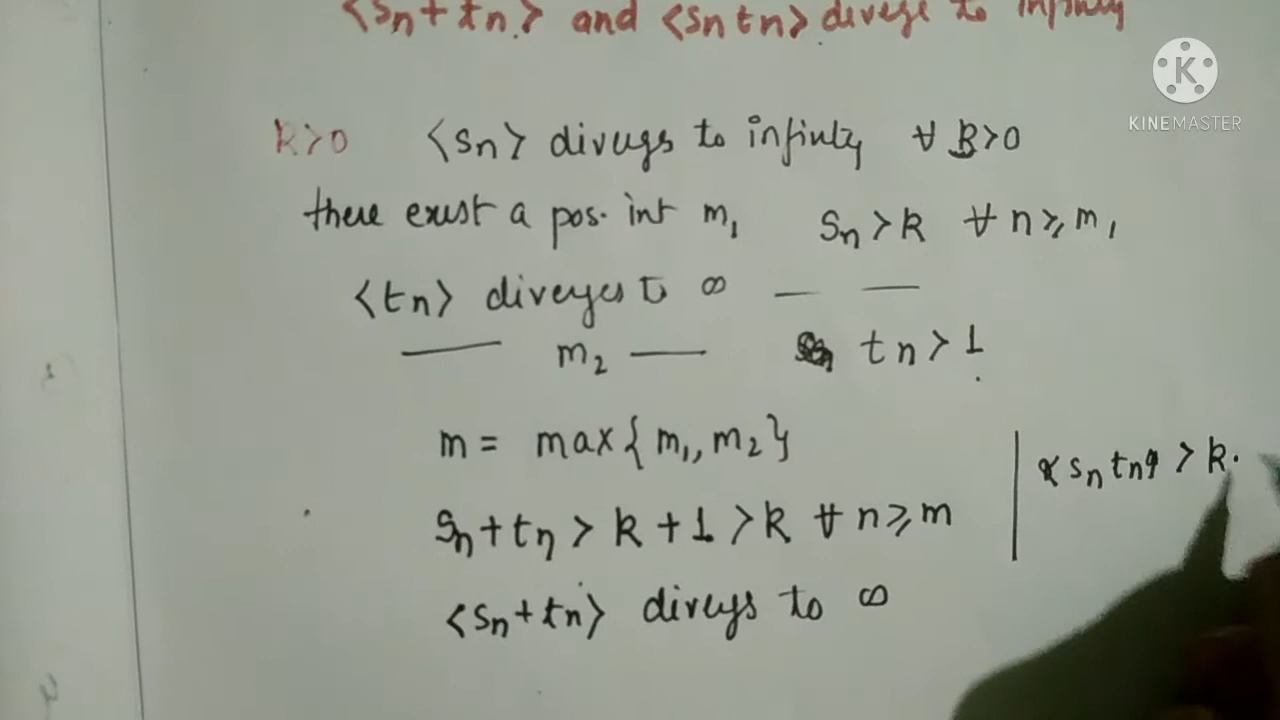 <Sn + tn> and <Sn tn> diverge to infinity
K
KINEMASTER
k>0 <Sn> diverges to infinity ∀ k>0
there exist a pos. int m₁ Sn > k ∀ n ≥ m₁
<tn> diverges to ∞ — —
— m₂ — tn > 1
m = max{m₁, m₂}
Sn + tn > k + 1 > k ∀ n ≥ m
Sn tn > k.
<Sn + tn> diverges to ∞